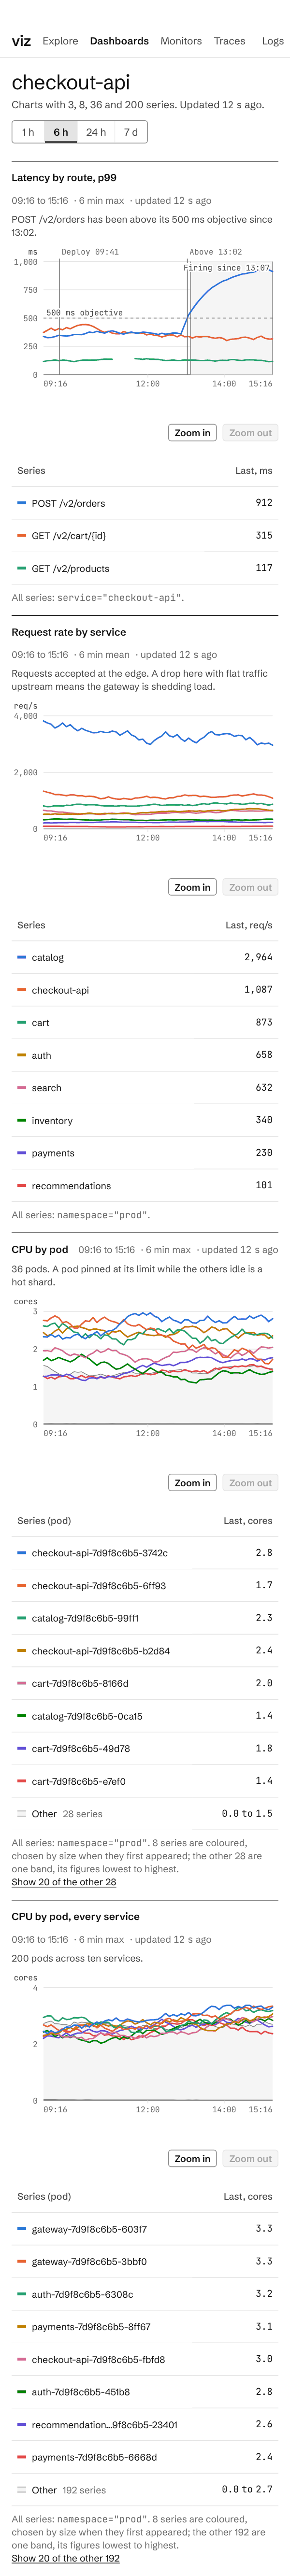 viz Explore Dashboards Monitors Traces Logs
checkout-api
Charts with 3, 8, 36 and 200 series. Updated 12 s ago.
1 h 6 h 24 h 7 d
Latency by route, p99
09:16 to 15:16 · 6 min max · updated 12 s ago
POST /v2/orders has been above its 500 ms objective since
13:02.
ms Deploy 09:41 Above 13:02
1,000
Firing since 13:07
750
500 ms objective
500
250
0
09:16 12:00 14:00 15:16
Zoom in Zoom out
Series Last, ms
POST /v2/orders 912
GET /v2/cart/{id} 315
GET /v2/products 117
All series: service="checkout-api".
Request rate by service
09:16 to 15:16 · 6 min mean · updated 12 s ago
Requests accepted at the edge. A drop here with flat traffic
upstream means the gateway is shedding load.
req/s
4,000
2,000
0
09:16 12:00 14:00 15:16
Zoom in Zoom out
Series Last, req/s
catalog 2,964
checkout-api 1,087
cart 873
auth 658
search 632
inventory 340
payments 230
recommendations 101
All series: namespace="prod".
CPU by pod 09:16 to 15:16 · 6 min max · updated 12 s ago
36 pods. A pod pinned at its limit while the others idle is a
hot shard.
cores
3
2
1
0
09:16 12:00 14:00 15:16
Zoom in Zoom out
Series (pod) Last, cores
checkout-api-7d9f8c6b5-3742c 2.8
checkout-api-7d9f8c6b5-6ff93 1.7
catalog-7d9f8c6b5-99ff1 2.3
checkout-api-7d9f8c6b5-b2d84 2.4
cart-7d9f8c6b5-8166d 2.0
catalog-7d9f8c6b5-0ca15 1.4
cart-7d9f8c6b5-49d78 1.8
cart-7d9f8c6b5-e7ef0 1.4
Other 28 series 0.0 to 1.5
All series: namespace="prod". 8 series are coloured,
chosen by size when they first appeared; the other 28 are
one band, its figures lowest to highest.
Show 20 of the other 28
CPU by pod, every service
09:16 to 15:16 · 6 min max · updated 12 s ago
200 pods across ten services.
cores
4
2
0
09:16 12:00 14:00 15:16
Zoom in Zoom out
Series (pod) Last, cores
gateway-7d9f8c6b5-603f7 3.3
gateway-7d9f8c6b5-3bbf0 3.3
auth-7d9f8c6b5-6308c 3.2
payments-7d9f8c6b5-8ff67 3.1
checkout-api-7d9f8c6b5-fbfd8 3.0
auth-7d9f8c6b5-451b8 2.8
recommendation…9f8c6b5-23401 2.6
payments-7d9f8c6b5-6668d 2.4
Other 192 series 0.0 to 2.7
All series: namespace="prod". 8 series are coloured,
chosen by size when they first appeared; the other 192 are
one band, its figures lowest to highest.
Show 20 of the other 192